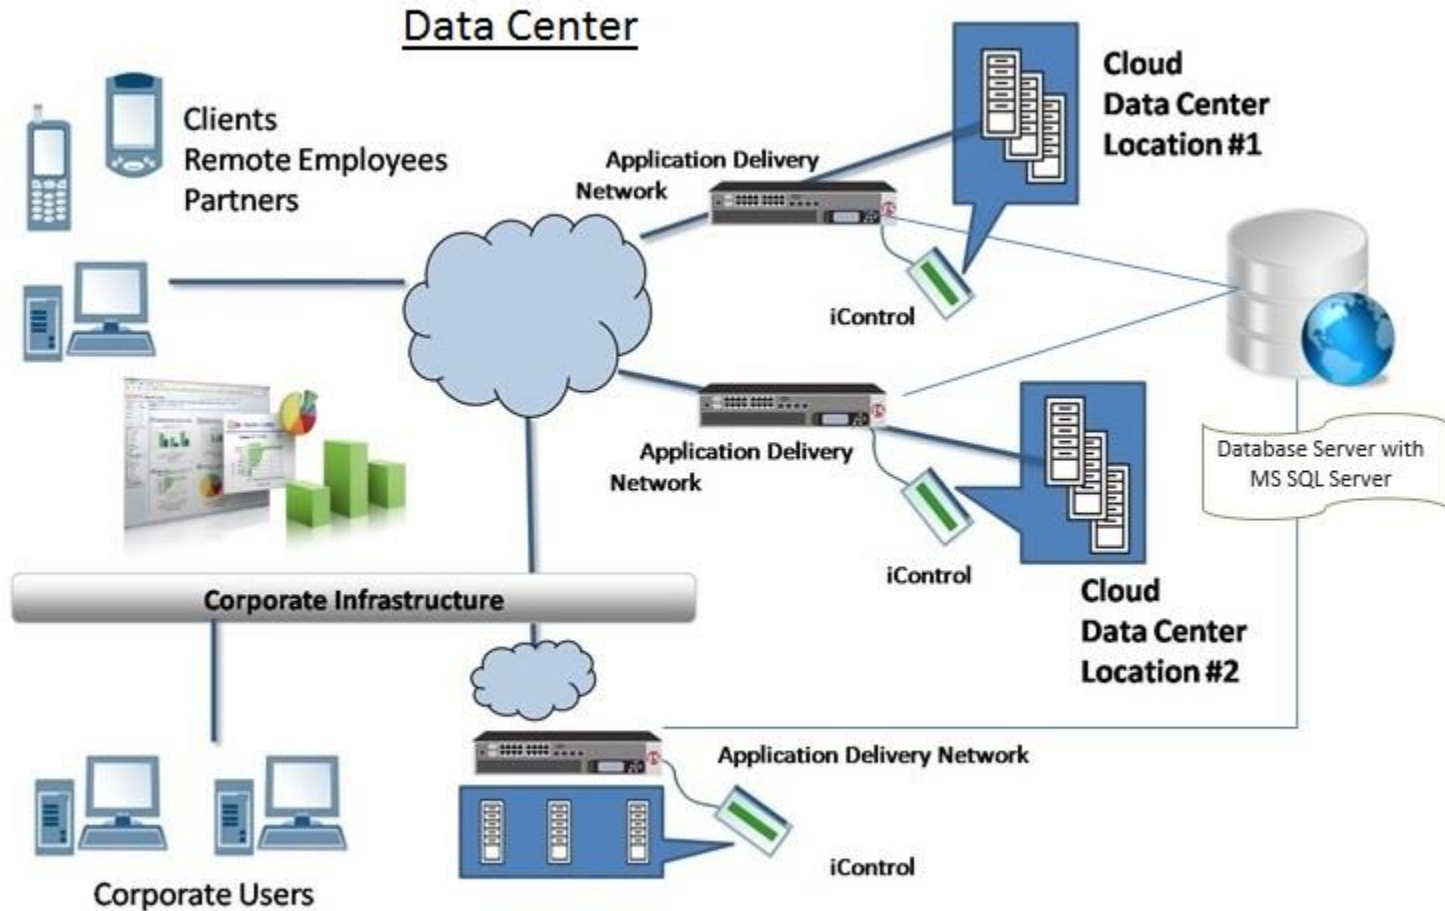 Data Center
Clients
Remote Employees
Partners
Application Delivery
Network
Cloud
Data Center
Location #1
iControl
Application Delivery
Network
Database Server with
MS SQL Server
iControl
Cloud
Data Center
Location #2
Corporate Infrastructure
Application Delivery Network
iControl
Corporate Users